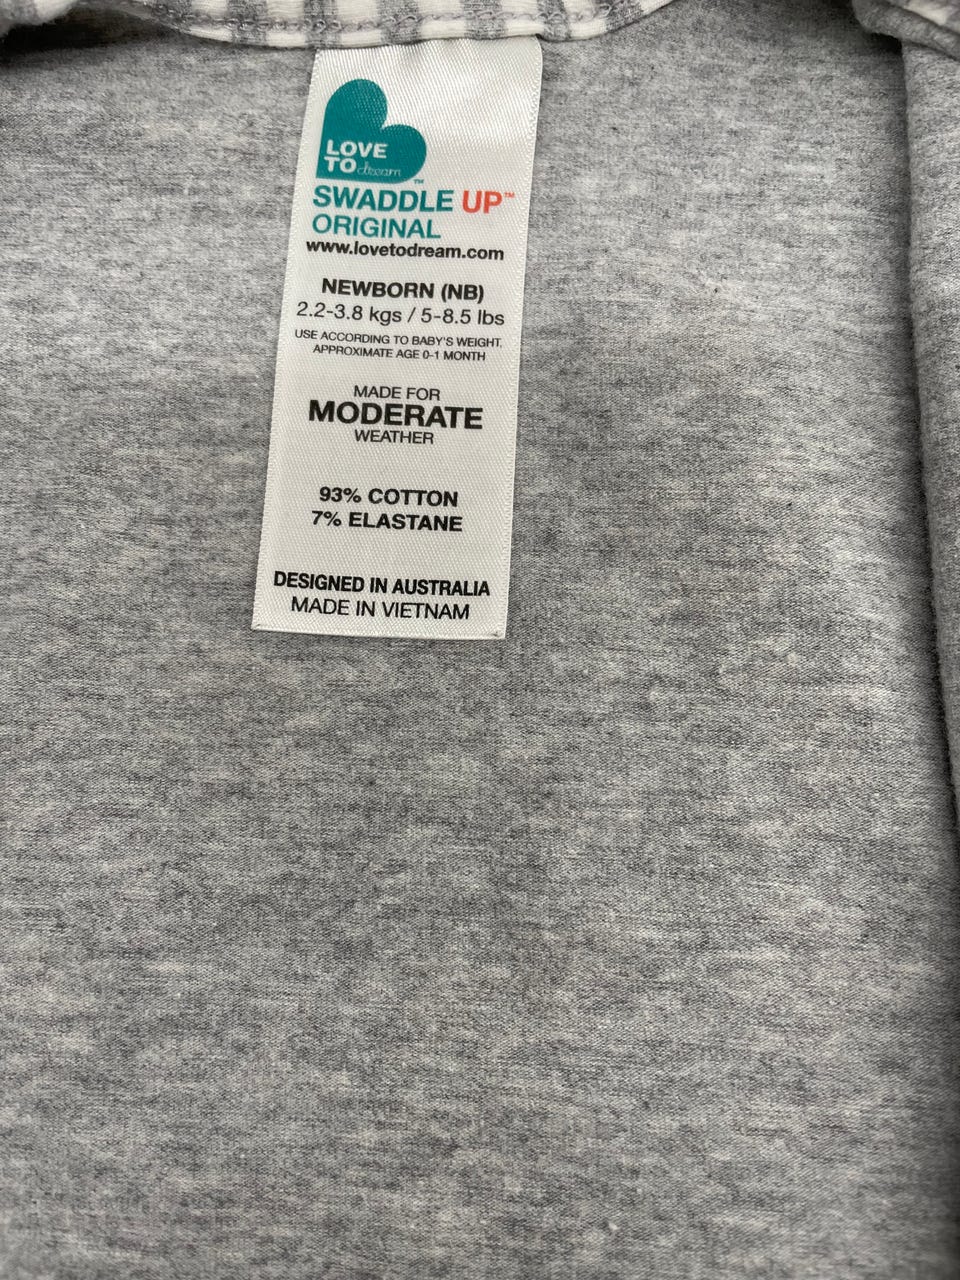 LOVE
TO dream™
SWADDLE UP™
ORIGINAL
www.lovetodream.com
NEWBORN (NB)
2.2-3.8 kgs / 5-8.5 lbs
USE ACCORDING TO BABY'S WEIGHT,
APPROXIMATE AGE 0-1 MONTH
MADE FOR
MODERATE
WEATHER
93% COTTON
7% ELASTANE
DESIGNED IN AUSTRALIA
MADE IN VIETNAM